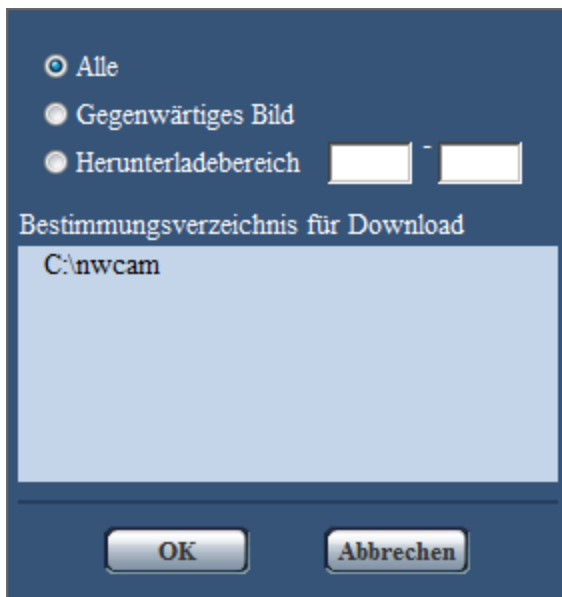 Alle
Gegenwärtiges Bild
Herunterladebereich -
Bestimmungsverzeichnis für Download
C:\nwcam
OK Abbrechen